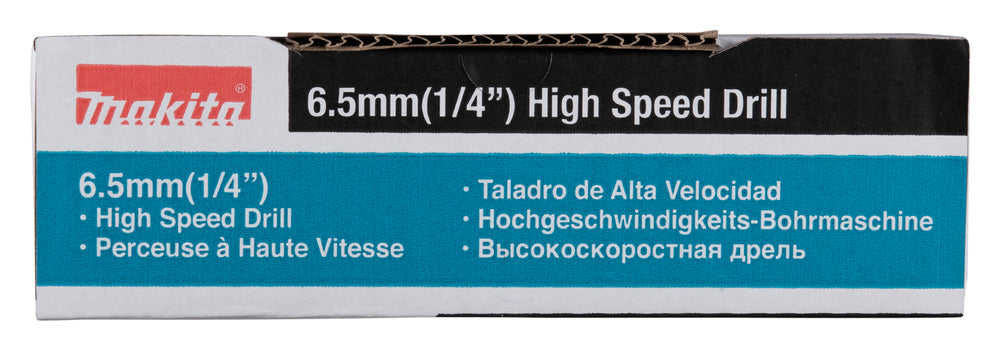 makita®
6.5mm(1/4”) High Speed Drill
6.5mm(1/4”)
· High Speed Drill
· Perceuse à Haute Vitesse
· Taladro de Alta Velocidad
· Hochgeschwindigkeits-Bohrmaschine
· Высокоскоростная дрель